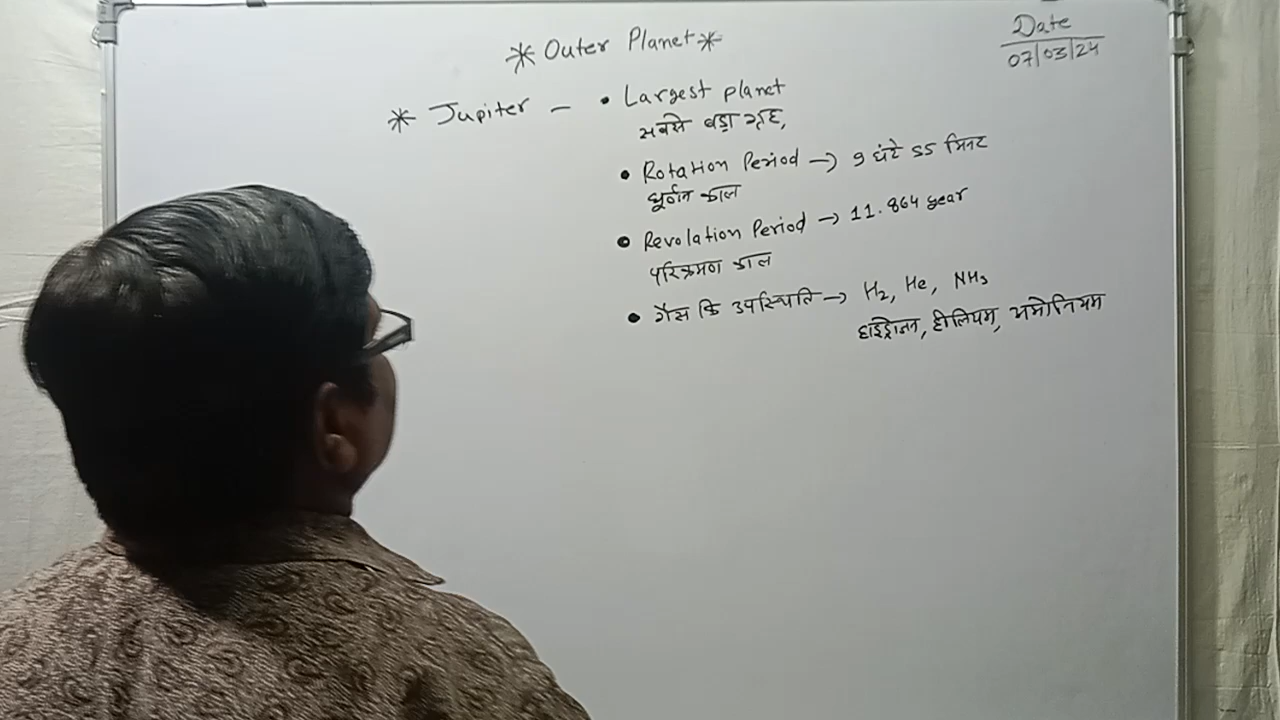 * Outer Planet *
Date
07/03/24
* Jupiter – • Largest planet
सबसे बड़ा ग्रह,
• Rotation Period → 9 घंटे 55 मिनट
घूर्णन काल
• Revolation Period → 11.864 year
परिक्रमण काल
• गैस कि उपस्थिति → H₂, He, NH₃
हाइड्रोजन, हीलियम, अमोनियम